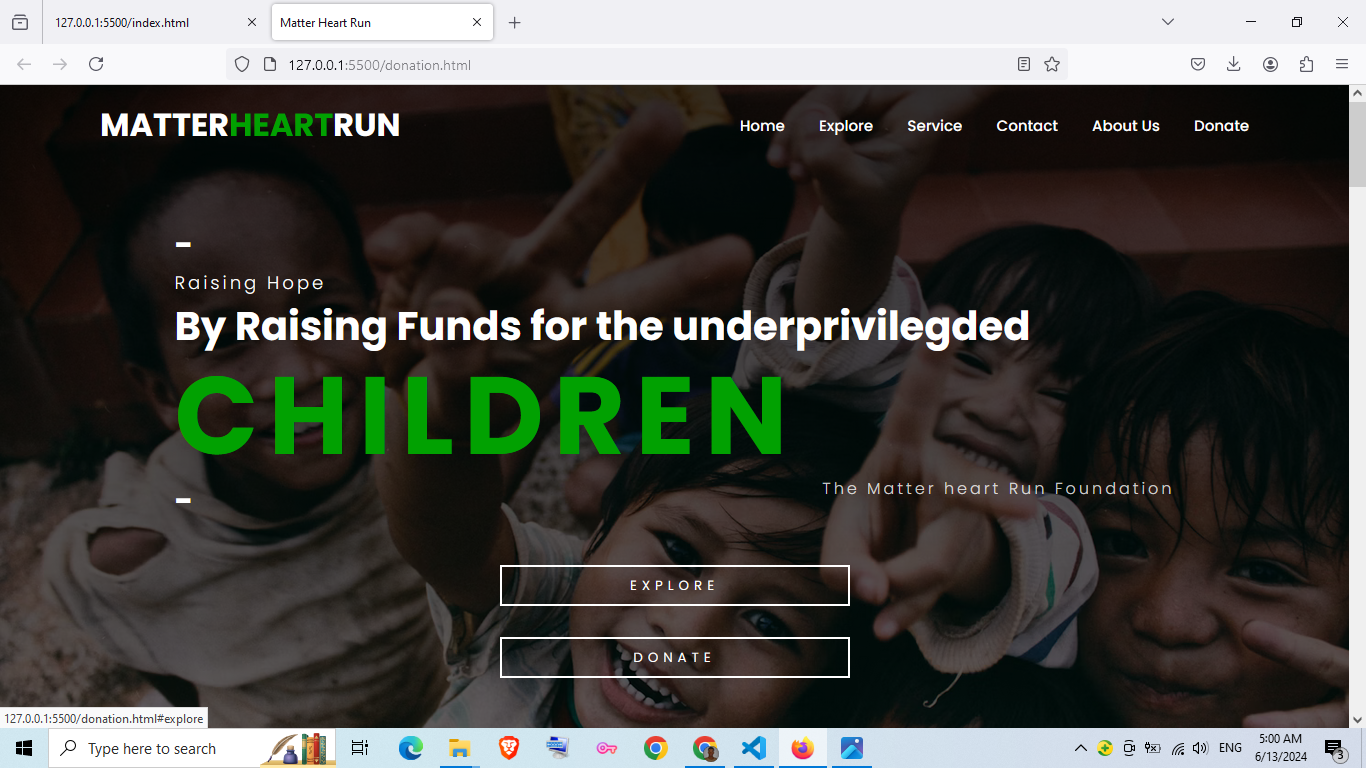 127.0.0.1:5500/index.html
Matter Heart Run
127.0.0.1:5500/donation.html
MATTERHEARTRUN
Home Explore Service Contact About Us Donate
-
Raising Hope
By Raising Funds for the underprivilegded
CHILDREN
The Matter heart Run Foundation
-
EXPLORE
DONATE
127.0.0.1:5500/donation.html#explore
Type here to search
ENG
5:00 AM
6/13/2024
3